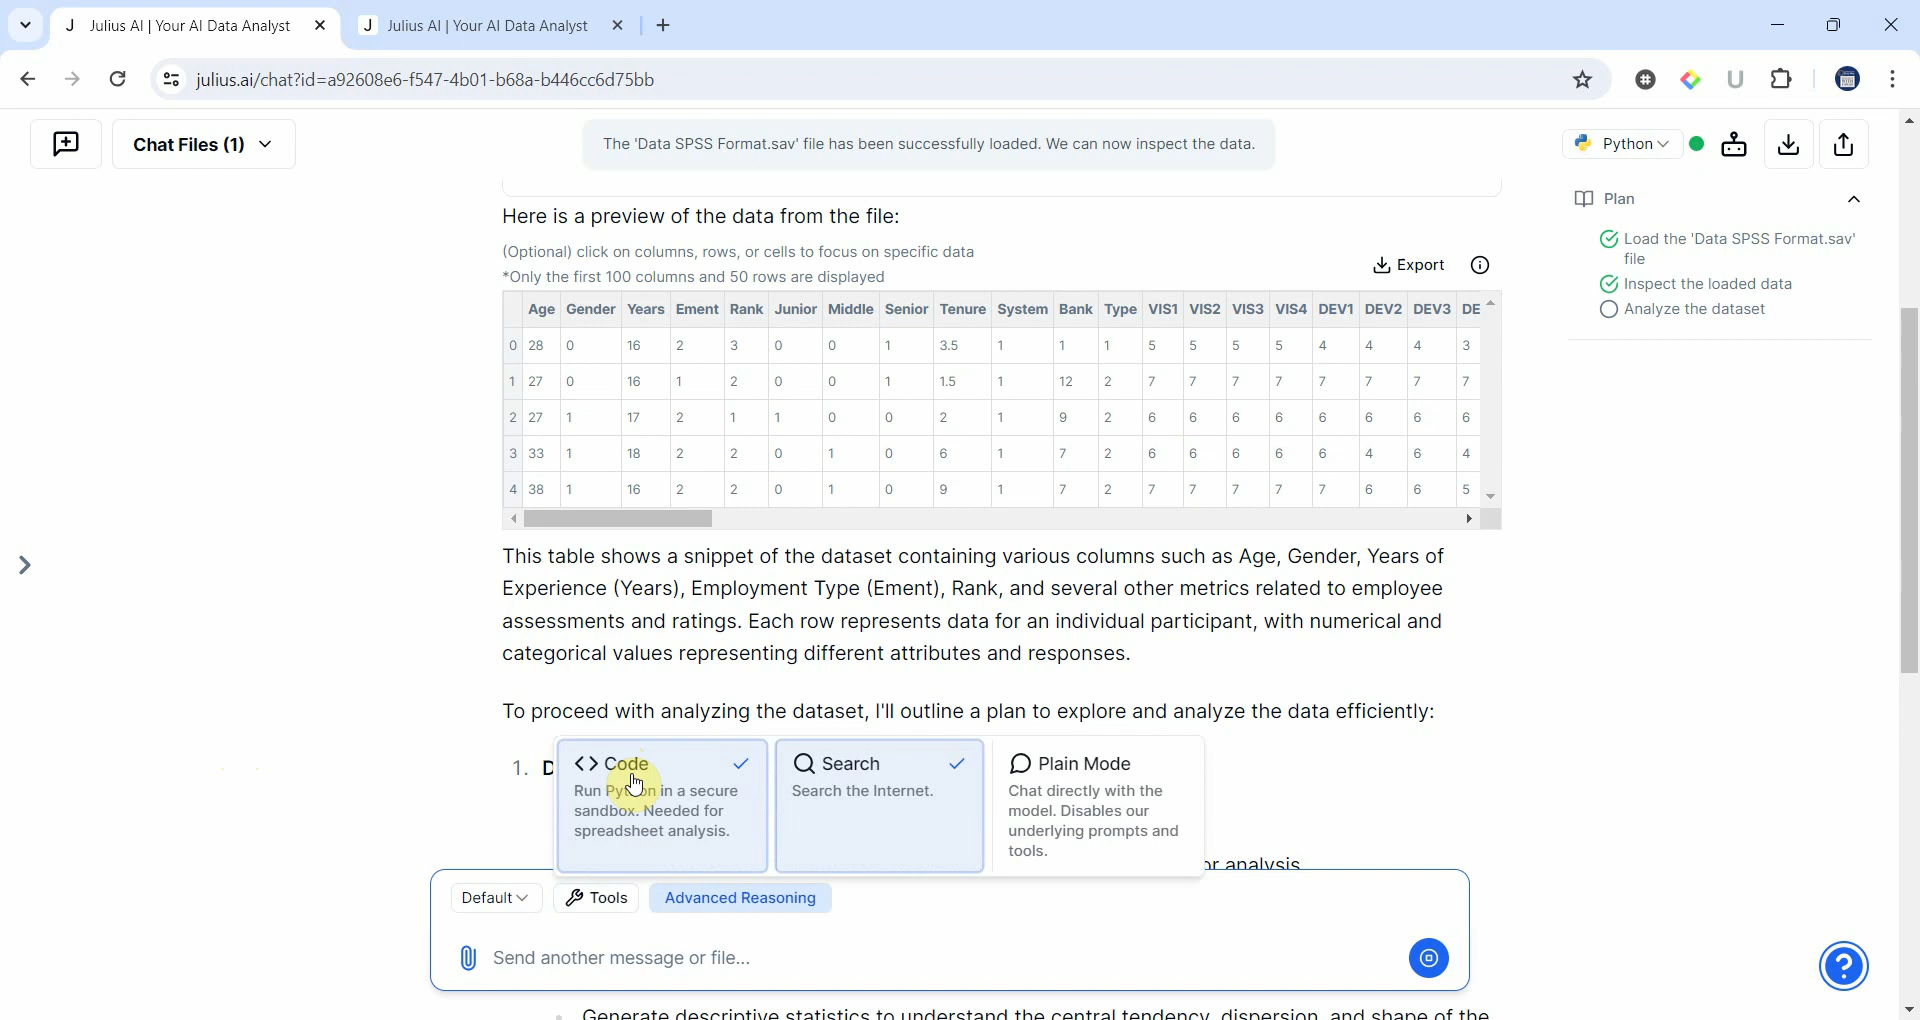 Julius AI | Your AI Data Analyst
Julius AI | Your AI Data Analyst
julius.ai/chat?id=a92608e6-f547-4b01-b68a-b446cc6d75bb
Chat Files (1)
The 'Data SPSS Format.sav' file has been successfully loaded. We can now inspect the data.
Python
Plan
Load the 'Data SPSS Format.sav'
file
Inspect the loaded data
Analyze the dataset
Here is a preview of the data from the file:
(Optional) click on columns, rows, or cells to focus on specific data
*Only the first 100 columns and 50 rows are displayed
Export
Age Gender Years Ement Rank Junior Middle Senior Tenure System Bank Type VIS1 VIS2 VIS3 VIS4 DEV1 DEV2 DEV3 DE
0 28 0 16 2 3 0 0 1 3.5 1 1 1 5 5 5 5 4 4 4 3
1 27 0 16 1 2 0 0 1 1.5 1 12 2 7 7 7 7 7 7 7 7
2 27 1 17 2 1 1 0 0 2 1 9 2 6 6 6 6 6 6 6 6
3 33 1 18 2 2 0 1 0 6 1 7 2 6 6 6 6 6 4 6 4
4 38 1 16 2 2 0 1 0 9 1 7 2 7 7 7 7 7 6 6 5
This table shows a snippet of the dataset containing various columns such as Age, Gender, Years of
Experience (Years), Employment Type (Ement), Rank, and several other metrics related to employee
assessments and ratings. Each row represents data for an individual participant, with numerical and
categorical values representing different attributes and responses.
To proceed with analyzing the dataset, I'll outline a plan to explore and analyze the data efficiently:
1. D
Code
Run Python in a secure
sandbox. Needed for
spreadsheet analysis.
Search
Search the Internet.
Plain Mode
Chat directly with the
model. Disables our
underlying prompts and
tools.
or analysis
Default
Tools
Advanced Reasoning
Send another message or file...
Generate descriptive statistics to understand the central tendency, dispersion, and shape of the